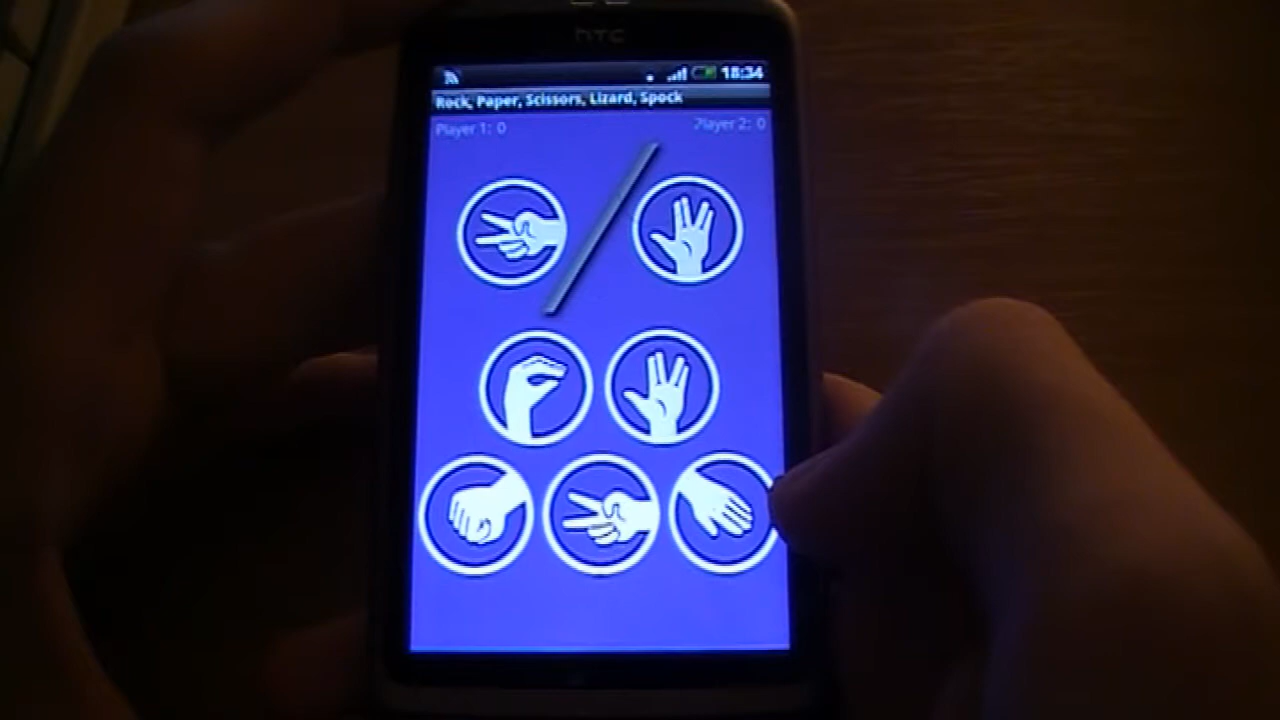 hTC
18:34
Rock, Paper, Scissors, Lizard, Spock
Player 1: 0
Player 2: 0